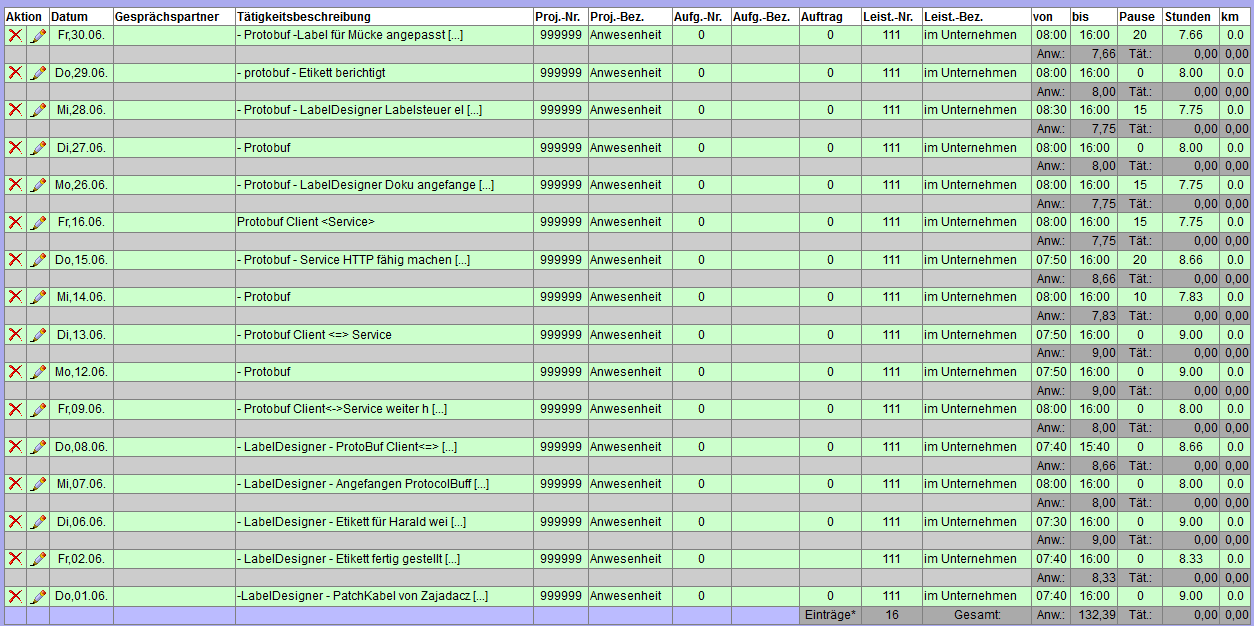 Aktion Datum Gesprächspartner Tätigkeitsbeschreibung Proj.-Nr. Proj.-Bez. Aufg.-Nr. Aufg.-Bez. Auftrag Leist.-Nr. Leist.-Bez. von bis Pause Stunden km
Fr,30.06. - Protobuf -Label für Mücke angepasst [...] 999999 Anwesenheit 0 0 111 im Unternehmen 08:00 16:00 20 7.66 0.0
Anw.: 7,66 Tät.: 0,00 0,00
Do,29.06. - protobuf - Etikett berichtigt 999999 Anwesenheit 0 0 111 im Unternehmen 08:00 16:00 0 8.00 0.0
Anw.: 8,00 Tät.: 0,00 0,00
Mi,28.06. - Protobuf - LabelDesigner Labelsteuer el [...] 999999 Anwesenheit 0 0 111 im Unternehmen 08:30 16:00 15 7.75 0.0
Anw.: 7,75 Tät.: 0,00 0,00
Di,27.06. - Protobuf 999999 Anwesenheit 0 0 111 im Unternehmen 08:00 16:00 0 8.00 0.0
Anw.: 8,00 Tät.: 0,00 0,00
Mo,26.06. - Protobuf - LabelDesigner Doku angefange [...] 999999 Anwesenheit 0 0 111 im Unternehmen 08:00 16:00 15 7.75 0.0
Anw.: 7,75 Tät.: 0,00 0,00
Fr,16.06. Protobuf Client <Service> 999999 Anwesenheit 0 0 111 im Unternehmen 08:00 16:00 15 7.75 0.0
Anw.: 7,75 Tät.: 0,00 0,00
Do,15.06. - Protobuf - Service HTTP fähig machen [...] 999999 Anwesenheit 0 0 111 im Unternehmen 07:50 16:00 20 8.66 0.0
Anw.: 8,66 Tät.: 0,00 0,00
Mi,14.06. - Protobuf 999999 Anwesenheit 0 0 111 im Unternehmen 08:00 16:00 10 7.83 0.0
Anw.: 7,83 Tät.: 0,00 0,00
Di,13.06. - Protobuf Client <=> Service 999999 Anwesenheit 0 0 111 im Unternehmen 07:50 16:00 0 9.00 0.0
Anw.: 9,00 Tät.: 0,00 0,00
Mo,12.06. - Protobuf 999999 Anwesenheit 0 0 111 im Unternehmen 07:50 16:00 0 9.00 0.0
Anw.: 9,00 Tät.: 0,00 0,00
Fr,09.06. - Protobuf Client<->Service weiter h [...] 999999 Anwesenheit 0 0 111 im Unternehmen 08:00 16:00 0 8.00 0.0
Anw.: 8,00 Tät.: 0,00 0,00
Do,08.06. - LabelDesigner - ProtoBuf Client<=> [...] 999999 Anwesenheit 0 0 111 im Unternehmen 07:40 15:40 0 8.66 0.0
Anw.: 8,66 Tät.: 0,00 0,00
Mi,07.06. - LabelDesigner - Angefangen ProtocolBuff [...] 999999 Anwesenheit 0 0 111 im Unternehmen 08:00 16:00 0 8.00 0.0
Anw.: 8,00 Tät.: 0,00 0,00
Di,06.06. - LabelDesigner - Etikett für Harald wei [...] 999999 Anwesenheit 0 0 111 im Unternehmen 07:30 16:00 0 9.00 0.0
Anw.: 9,00 Tät.: 0,00 0,00
Fr,02.06. - LabelDesigner - Etikett fertig gestellt [...] 999999 Anwesenheit 0 111 im Unternehmen 07:40 16:00 0 8.33 0.0
Anw.: 8,33 Tät.: 0,00 0,00
Do,01.06. -LabelDesigner - PatchKabel von Zajadacz [...] 999999 Anwesenheit 0 111 im Unternehmen 07:40 16:00 0 9.00 0.0
Einträge* 16 Gesamt: Anw.: 132,39 Tät.: 0,00 0,00